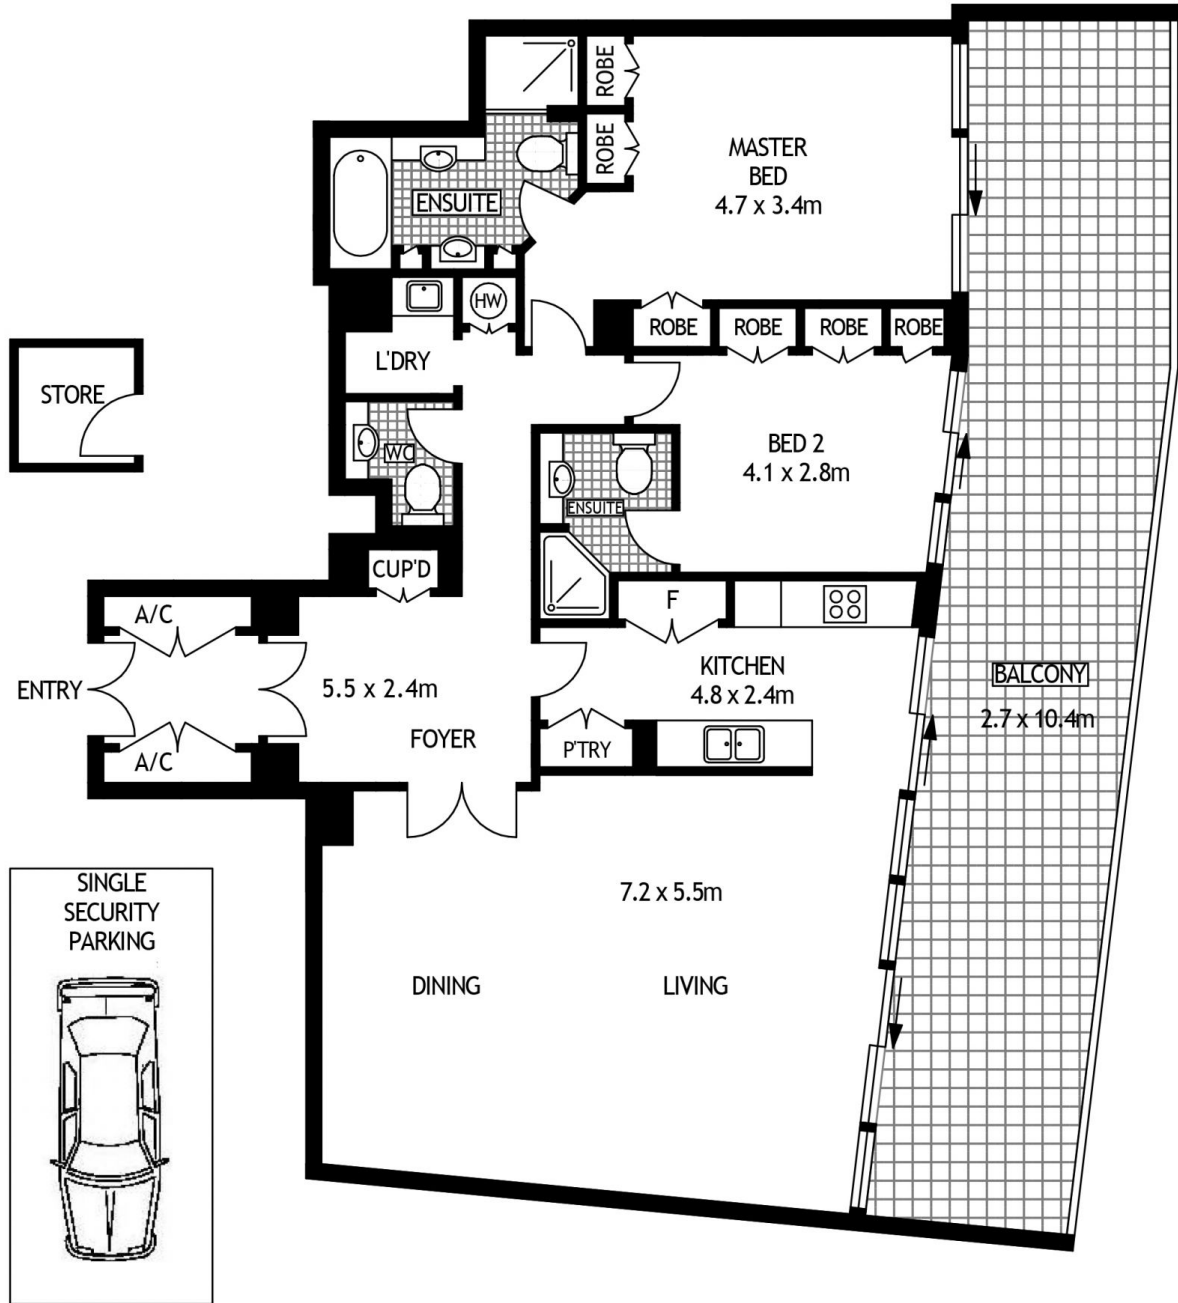 ROBE
ROBE
MASTER
BED
4.7 x 3.4m
ENSUITE
HW
ROBE
ROBE
ROBE
ROBE
L'DRY
STORE
WC
BED 2
4.1 x 2.8m
ENSUITE
CUP'D
A/C
F
ENTRY
5.5 x 2.4m
KITCHEN
4.8 x 2.4m
BALCONY
2.7 x 10.4m
FOYER
P'TRY
A/C
SINGLE
SECURITY
PARKING
7.2 x 5.5m
DINING
LIVING